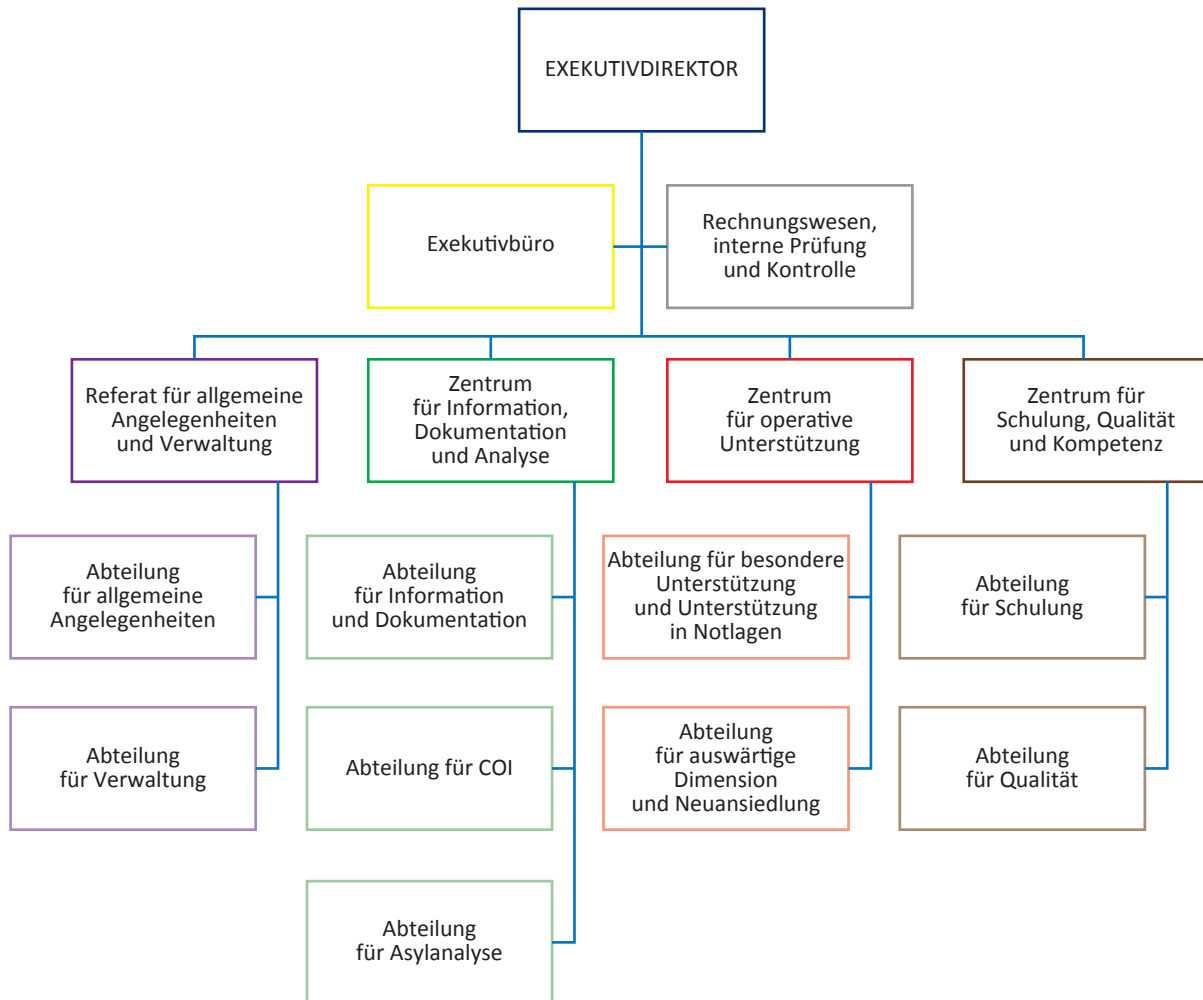 EXEKUTIVDIREKTOR
Exekutivbüro
Rechnungswesen,
interne Prüfung
und Kontrolle
Referat für allgemeine
Angelegenheiten
und Verwaltung
Zentrum
für Information,
Dokumentation
und Analyse
Zentrum
für operative
Unterstützung
Zentrum für
Schulung, Qualität
und Kompetenz
Abteilung
für allgemeine
Angelegenheiten
Abteilung
für Information
und Dokumentation
Abteilung für besondere
Unterstützung
und Unterstützung
in Notlagen
Abteilung
für Schulung
Abteilung
für Verwaltung
Abteilung für COI
Abteilung
für auswärtige
Dimension
und Neuansiedlung
Abteilung
für Qualität
Abteilung
für Asylanalyse